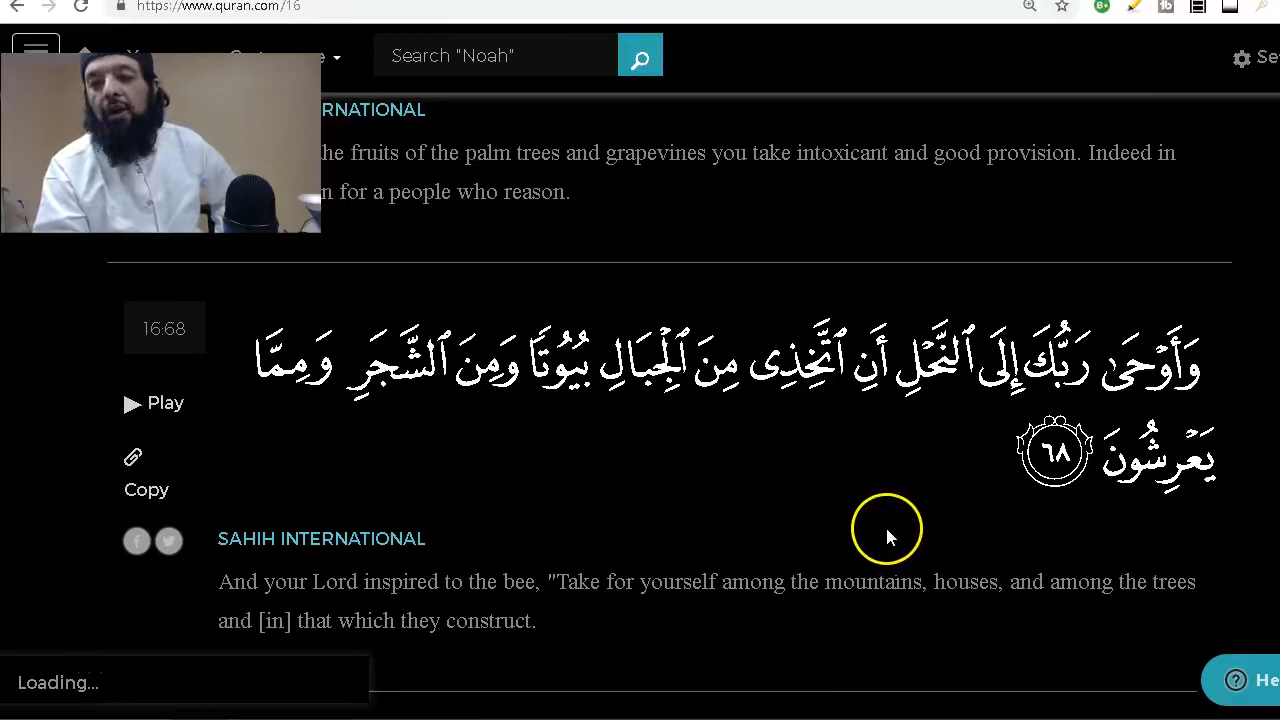 https://www.quran.com/16
Search "Noah"
RNATIONAL
he fruits of the palm trees and grapevines you take intoxicant and good provision. Indeed in
n for a people who reason.
16:68
وَأَوۡحَىٰ رَبُّكَ إِلَى ٱلنَّحۡلِ أَنِ ٱتَّخِذِى مِنَ ٱلۡجِبَالِ بُيُوتٗا وَمِنَ ٱلشَّجَرِ وَمِمَّا
يَعۡرِشُونَ ٦٨
Play
Copy
SAHIH INTERNATIONAL
And your Lord inspired to the bee, "Take for yourself among the mountains, houses, and among the trees
and [in] that which they construct.
Loading...
He